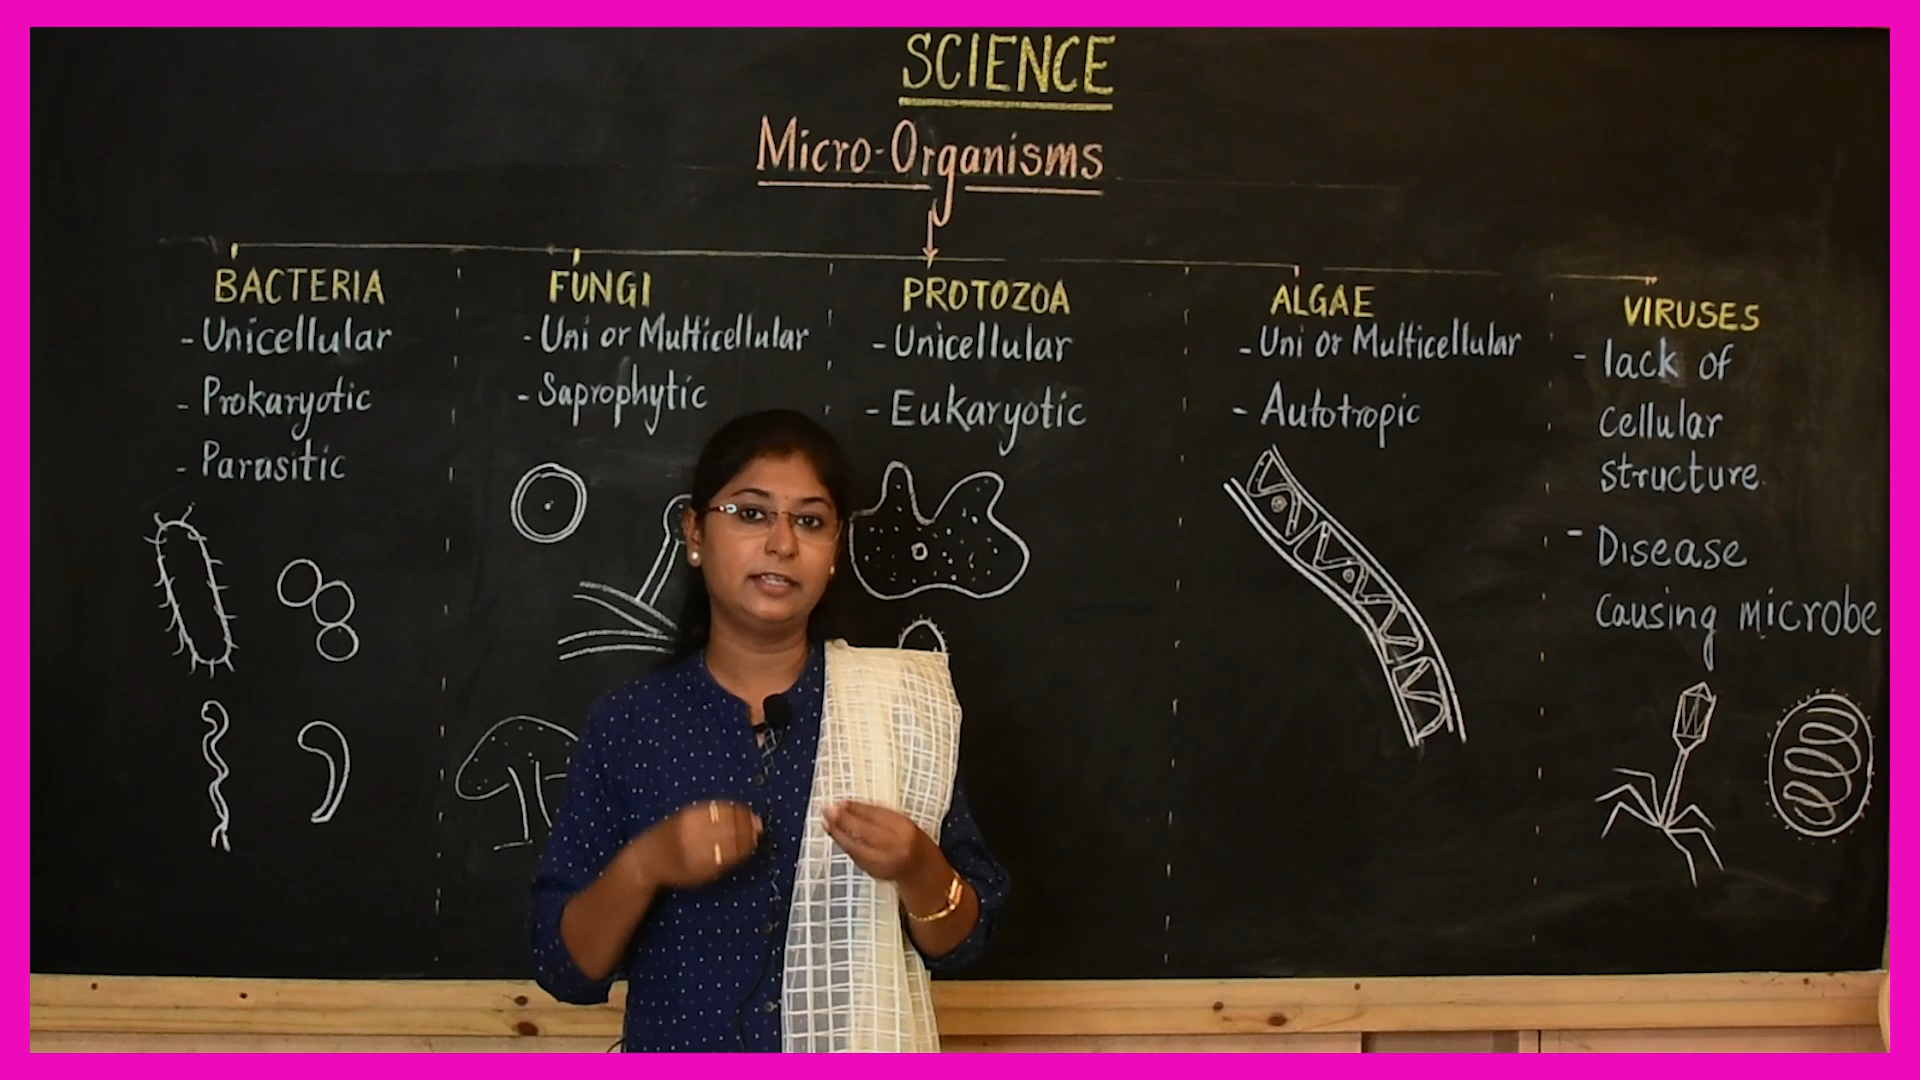 SCIENCE
Micro-Organisms
BACTERIA
- Unicellular
- Prokaryotic
- Parasitic
FUNGI
- Uni or Multicellular
- Saprophytic
PROTOZOA
- Unicellular
- Eukaryotic
ALGAE
- Uni or Multicellular
- Autotropic
VIRUSES
- lack of
cellular
structure.
- Disease
causing microbe